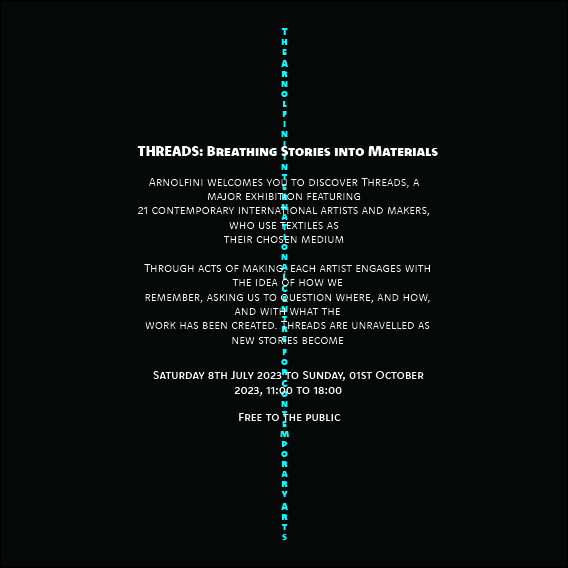 THE ARNOLFINI INTERNATIONAL CENTRE FOR CONTEMPORARY ARTS
THREADS: Breathing Stories into Materials
Arnolfini welcomes you to discover Threads, a
major exhibition featuring
21 contemporary international artists and makers,
who use textiles as
their chosen medium
Through acts of making, each artist engages with
the idea of how we
remember, asking us to question where, and how,
and with what the
work has been created. Threads are unravelled as
new stories become
Saturday 8th July 2023 to Sunday, 01st October
2023, 11:00 to 18:00
Free to the public